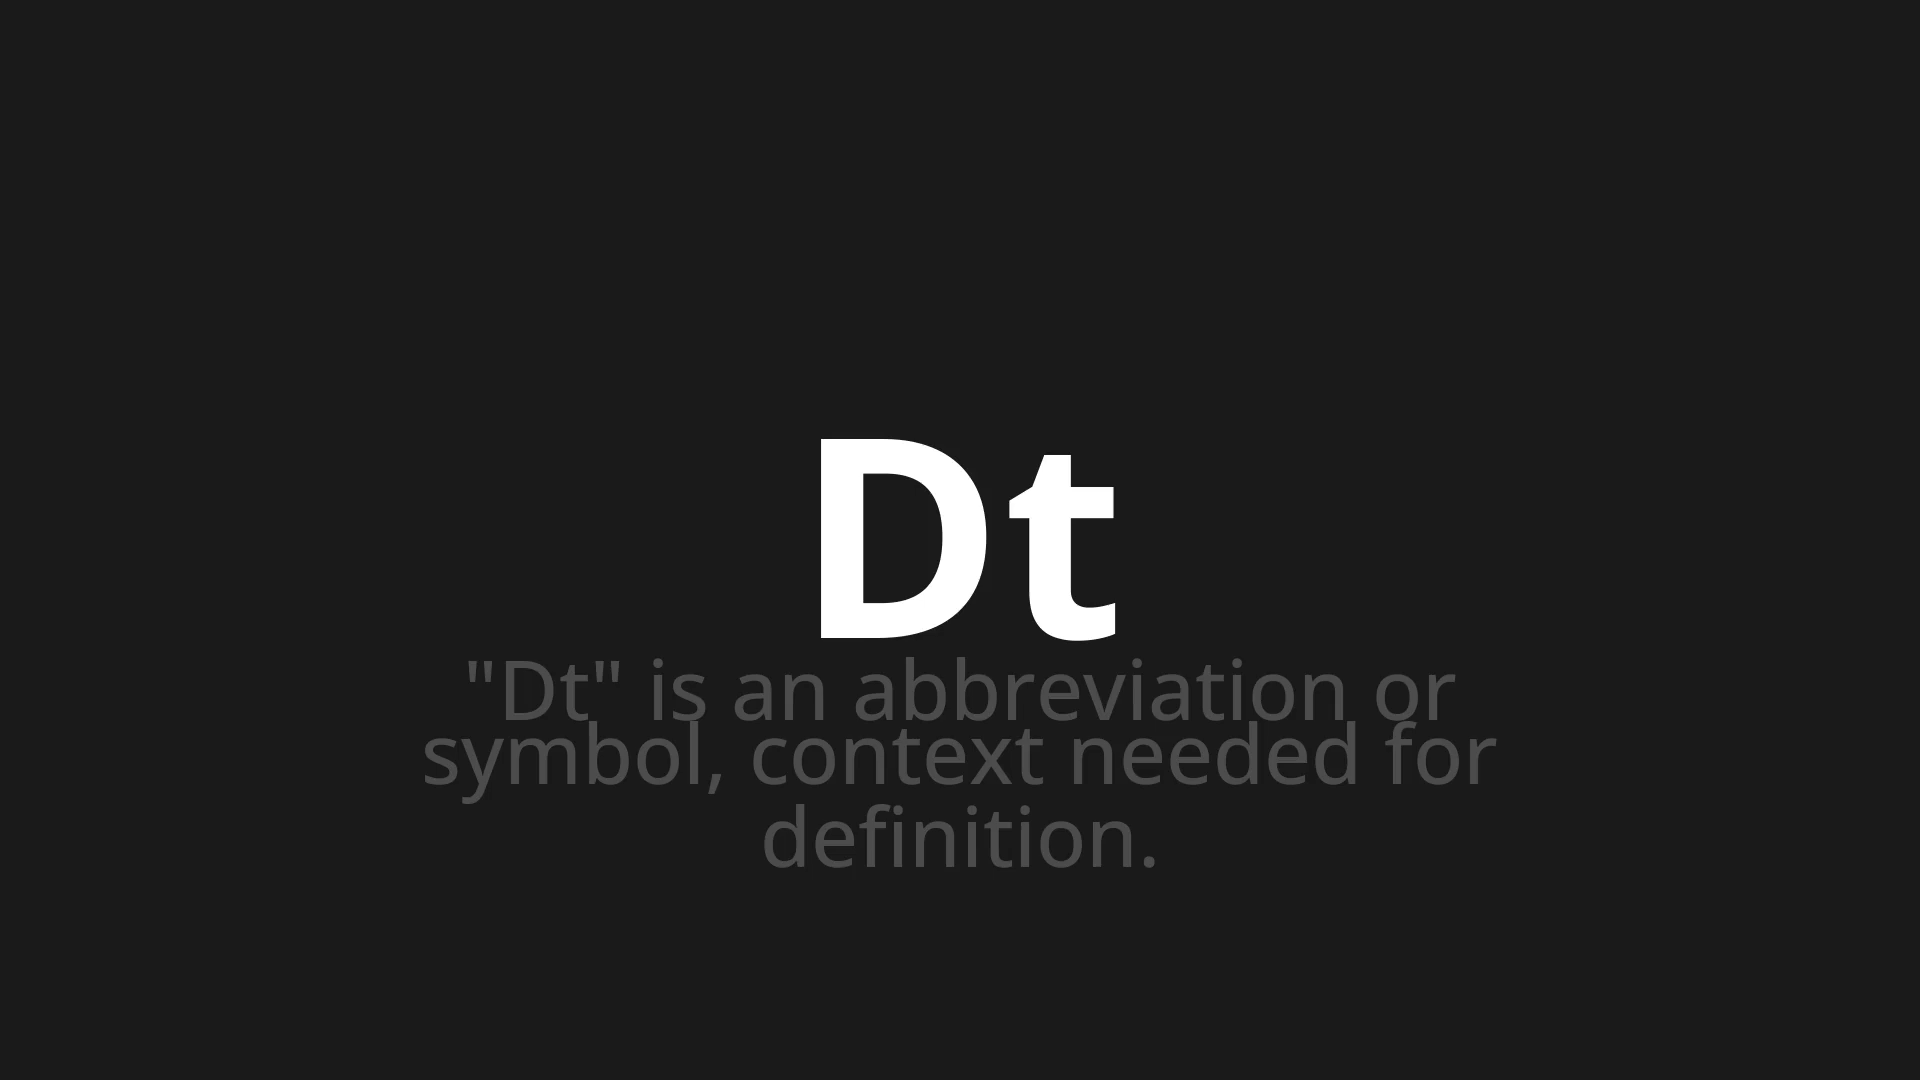 Dt
"Dt" is an abbreviation or
symbol, context needed for
definition.